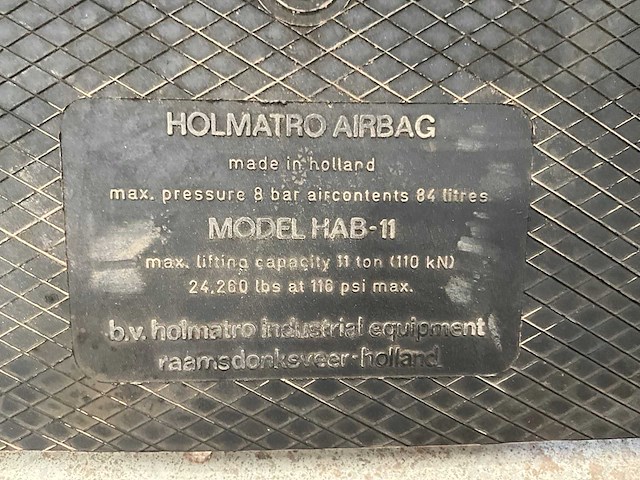 HOLMATRO AIRBAG
made in holland
max. pressure 8 bar aircontents 84 litres
MODEL HAB-11
max. lifting capacity 11 ton (110 kN)
24.260 lbs at 116 psi max.
b.v. holmatro industrial equipment
raamsdonksveer-holland